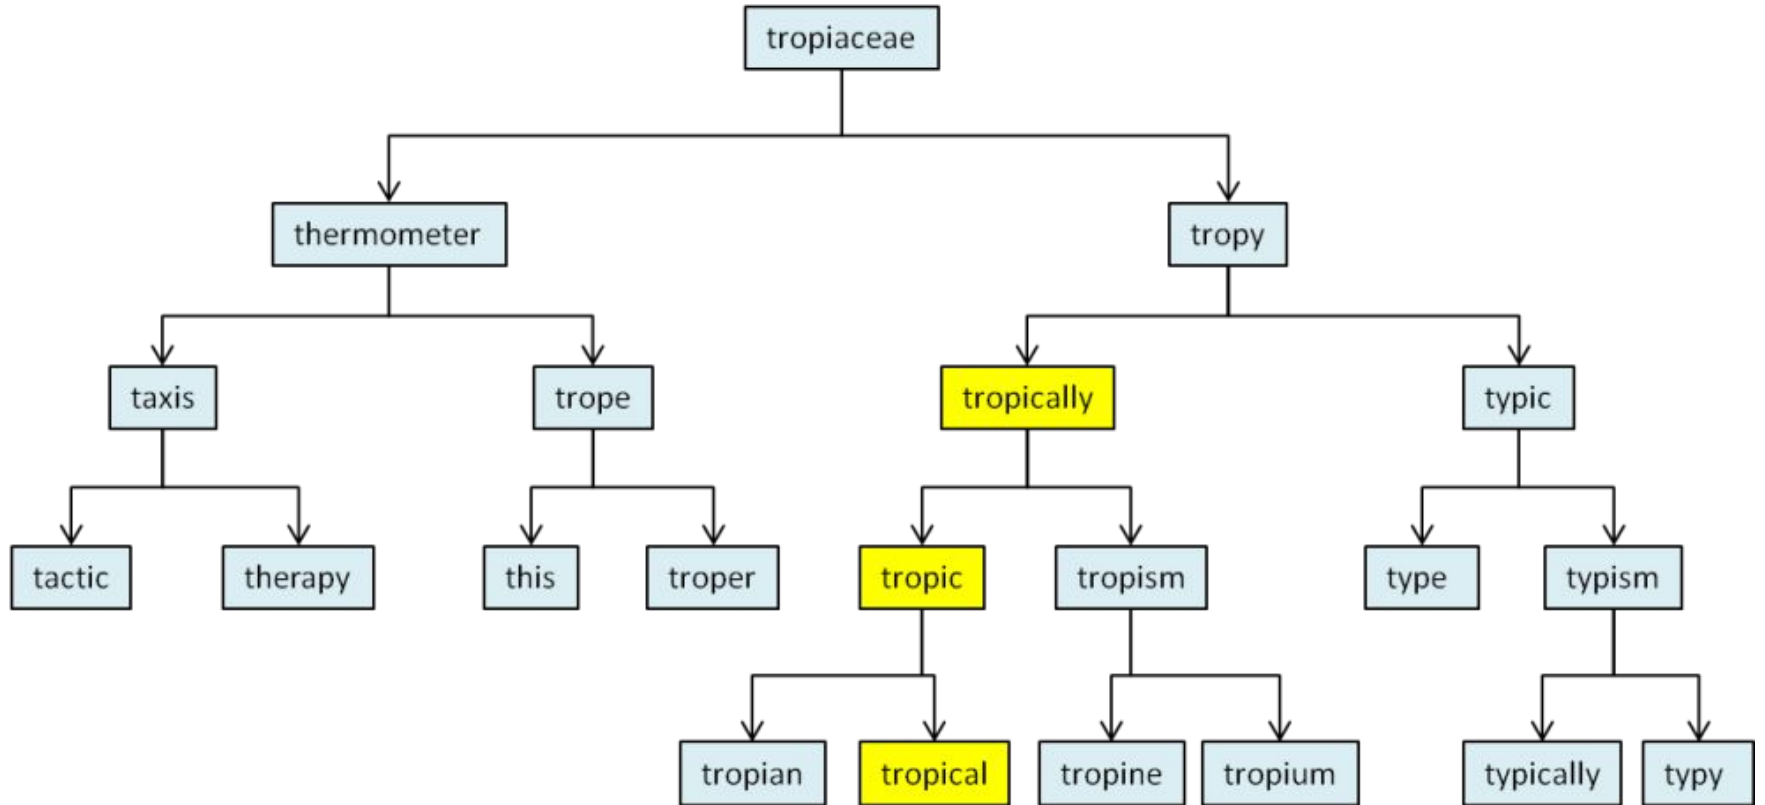 tropiaceae
thermometer
tropy
taxis
trope
tropically
typic
tactic
therapy
this
troper
tropic
tropism
type
typism
tropian
tropical
tropine
tropium
typically
typy